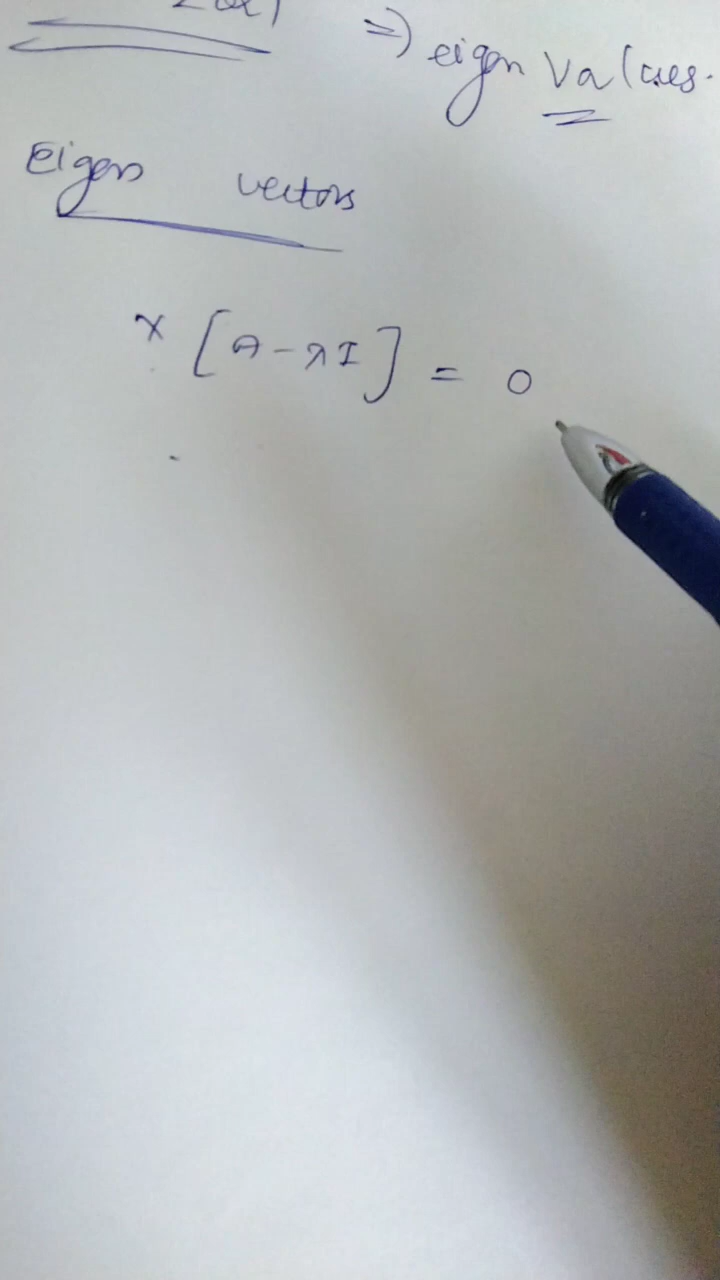 ⇒ eigen values.
Eigen vectors
x [A - λI] = 0